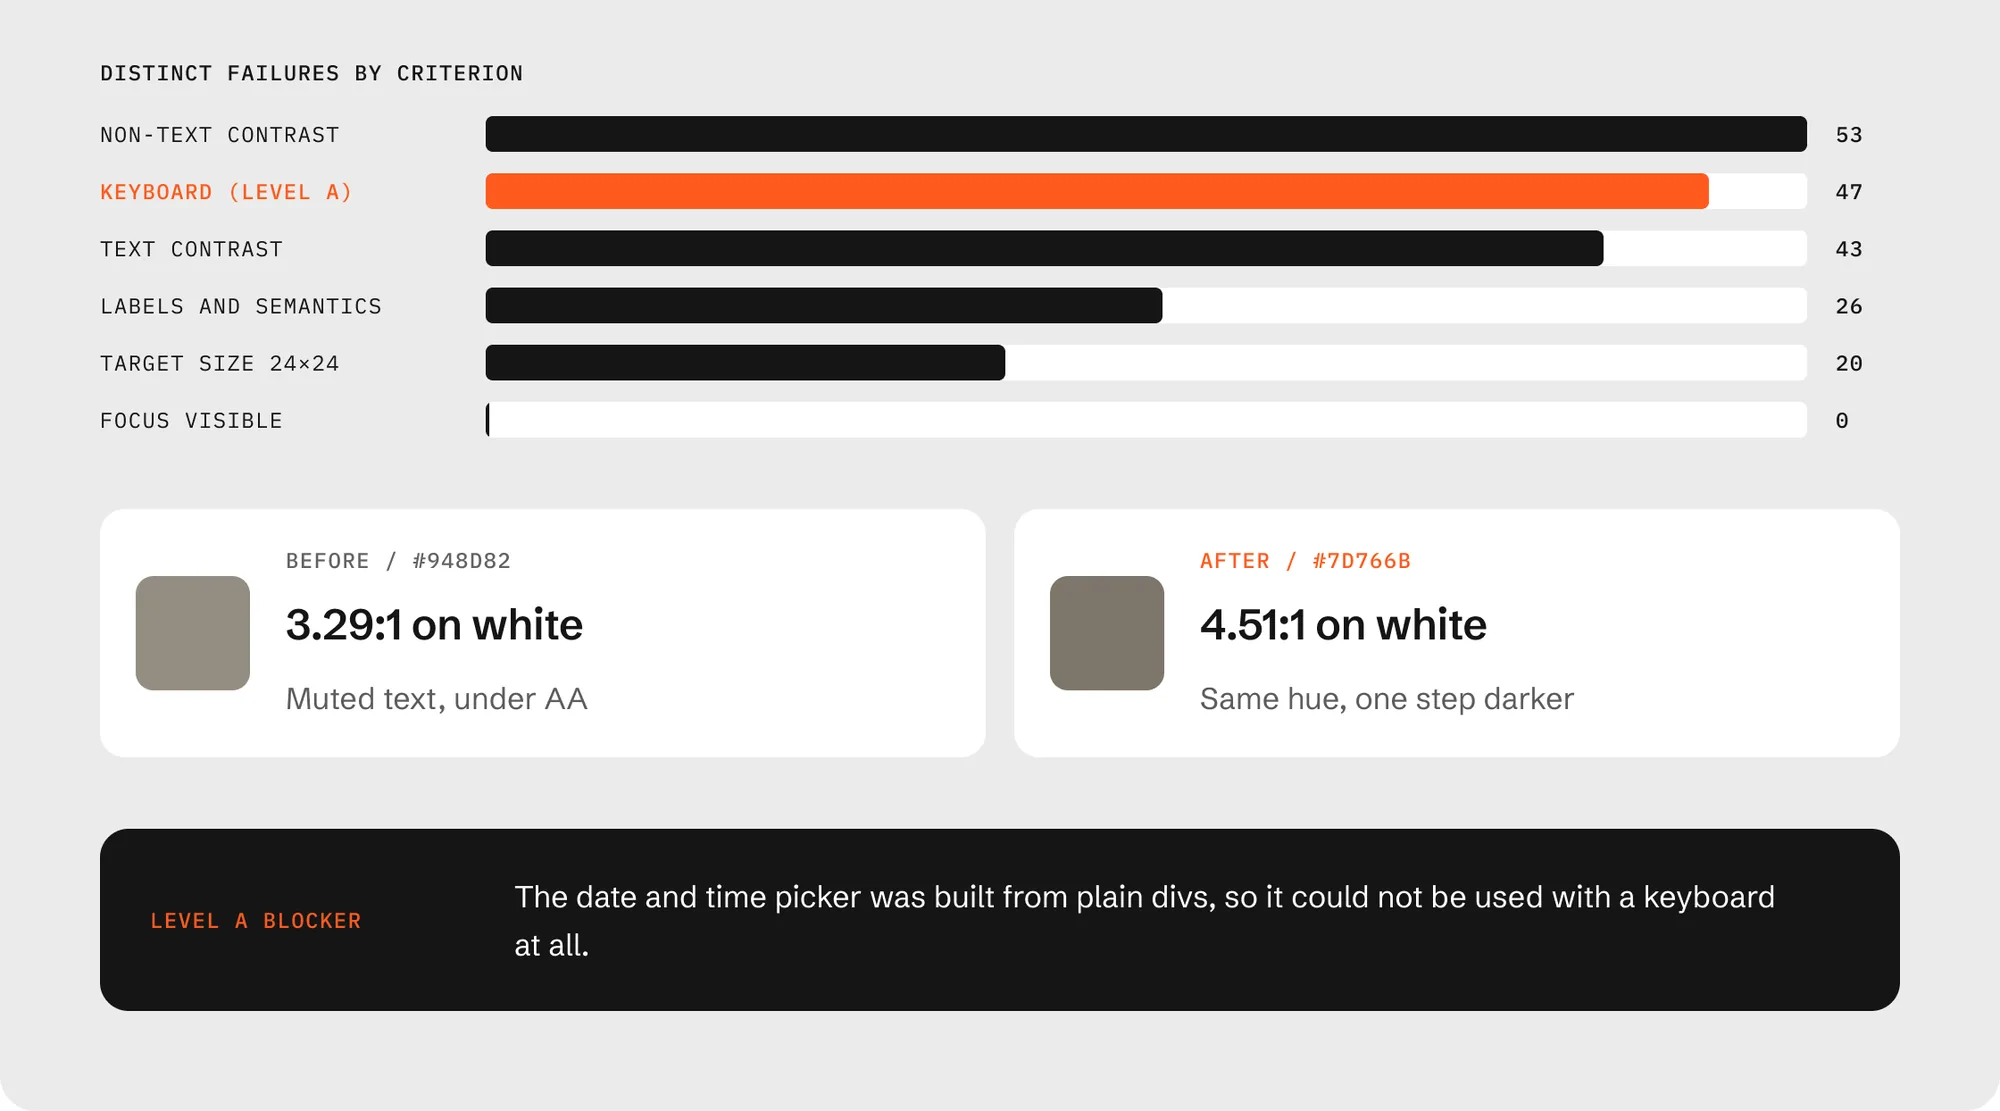 DISTINCT FAILURES BY CRITERION
NON-TEXT CONTRAST 53
KEYBOARD (LEVEL A) 47
TEXT CONTRAST 43
LABELS AND SEMANTICS 26
TARGET SIZE 24×24 20
FOCUS VISIBLE 0
BEFORE / #948D82
3.29:1 on white
Muted text, under AA
AFTER / #7D766B
4.51:1 on white
Same hue, one step darker
LEVEL A BLOCKER
The date and time picker was built from plain divs, so it could not be used with a keyboard
at all.